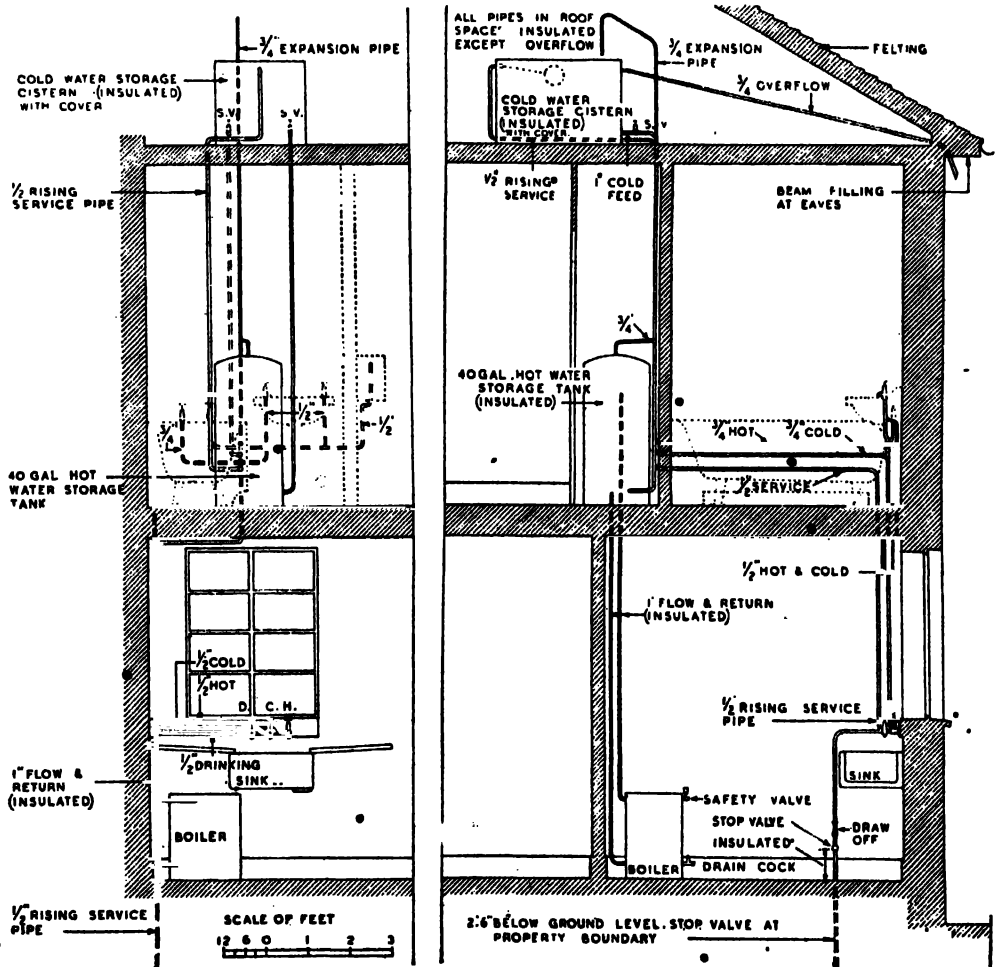 3/4" EXPANSION PIPE
COLD WATER STORAGE
CISTERN (INSULATED)
WITH COVER
S.V.
S.V.
1/2 RISING
SERVICE PIPE
3/4
1/2"
1/2"
40 GAL HOT
WATER STORAGE
TANK
1/2" COLD
1/2" HOT
D. C. H.
1/2" DRINKING
SINK
1" FLOW &
RETURN
(INSULATED)
BOILER
1/2" RISING SERVICE
PIPE
SCALE OF FEET
12 6 0 1 2 3
ALL PIPES IN ROOF
SPACE' INSULATED
EXCEPT OVERFLOW
3/4 EXPANSION
PIPE
FELTING
3/4 OVERFLOW
COLD WATER
STORAGE CISTERN
(INSULATED)
WITH COVER
S.V
1/2" RISING
SERVICE
1" COLD
FEED
BEAM FILLING
AT EAVES
3/4"
40 GAL. HOT WATER
STORAGE TANK
(INSULATED)
3/4" HOT
3/4" COLD
1/2" SERVICE
1/2" HOT & COLD
1" FLOW & RETURN
(INSULATED)
1/2" RISING SERVICE
PIPE
SINK
SAFETY VALVE
STOP VALVE
INSULATED
DRAW
OFF
DRAIN COCK
BOILER
2'.6" BELOW GROUND LEVEL. STOP VALVE AT
PROPERTY BOUNDARY